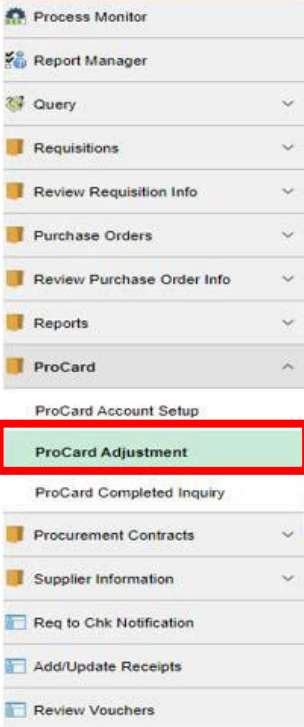 Process Monitor
Report Manager
Query
Requisitions
Review Requisition Info
Purchase Orders
Review Purchase Order Info
Reports
ProCard
ProCard Account Setup
ProCard Adjustment
ProCard Completed Inquiry
Procurement Contracts
Supplier Information
Req to Chk Notification
Add/Update Receipts
Review Vouchers